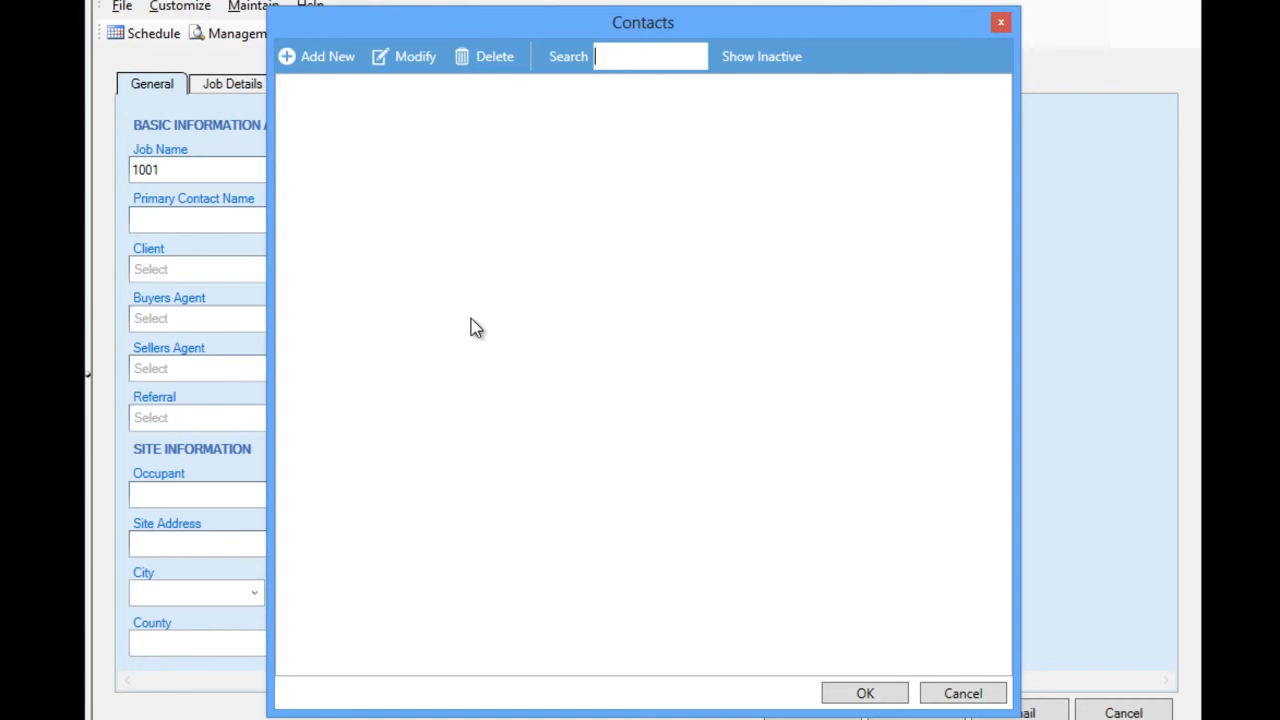 File Customize Maintain Help
Contacts
x
Schedule Managem
Add New Modify Delete Search Show Inactive
General Job Details
BASIC INFORMATION A
Job Name
1001
Primary Contact Name
Client
Select
Buyers Agent
Select
Sellers Agent
Select
Referral
Select
SITE INFORMATION
Occupant
Site Address
City
County
OK Cancel
ail Cancel